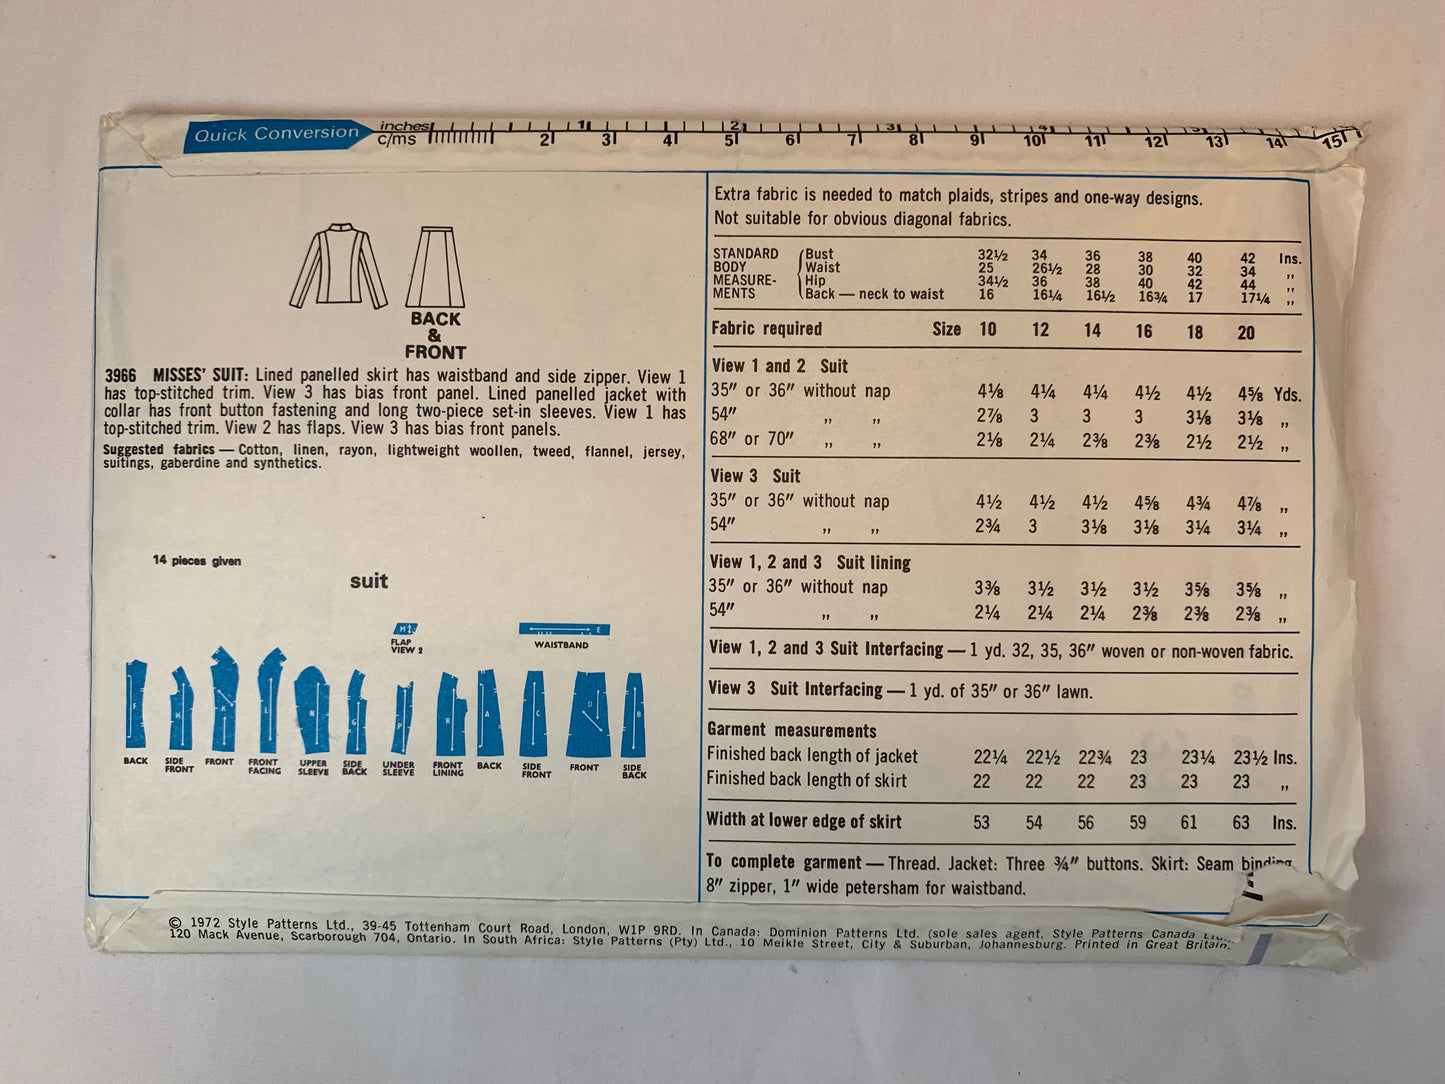 Quick Conversion inches 1 2 3 4
c/ms 2 3 4 5 6 7 8 9 10 11 12 13 14 15
BACK
&
FRONT
3966 MISSES' SUIT: Lined panelled skirt has waistband and side zipper. View 1
has top-stitched trim. View 3 has bias front panel. Lined panelled jacket with
collar has front button fastening and long two-piece set-in sleeves. View 1 has
top-stitched trim. View 2 has flaps. View 3 has bias front panels.
Suggested fabrics — Cotton, linen, rayon, lightweight woollen, tweed, flannel, jersey,
suitings, gaberdine and synthetics.
14 pieces given
suit
M
FLAP
VIEW 2
E
WAISTBAND
F H K L N G P R A C D B
BACK SIDE FRONT FRONT FRONT FACING UPPER SLEEVE SIDE BACK UNDER SLEEVE FRONT LINING BACK SIDE FRONT FRONT SIDE BACK
Extra fabric is needed to match plaids, stripes and one-way designs.
Not suitable for obvious diagonal fabrics.
STANDARD Bust 32½ 34 36 38 40 42 Ins.
BODY Waist 25 26½ 28 30 32 34 ,,
MEASURE- Hip 34½ 36 38 40 42 44 ,,
MENTS Back — neck to waist 16 16¼ 16½ 16¾ 17 17¼ ,,
Fabric required Size 10 12 14 16 18 20
View 1 and 2 Suit
35" or 36" without nap 4⅛ 4¼ 4¼ 4½ 4½ 4⅝ Yds.
54" ,, ,, 2⅞ 3 3 3 3⅛ 3⅛ ,,
68" or 70" ,, ,, 2⅛ 2¼ 2⅜ 2⅜ 2½ 2½ ,,
View 3 Suit
35" or 36" without nap 4½ 4½ 4½ 4⅝ 4¾ 4⅞ ,,
54" ,, ,, 2¾ 3 3⅛ 3⅛ 3¼ 3¼ ,,
View 1, 2 and 3 Suit lining
35" or 36" without nap 3⅜ 3½ 3½ 3½ 3⅝ 3⅝ ,,
54" ,, ,, 2¼ 2¼ 2¼ 2⅜ 2⅜ 2⅜ ,,
View 1, 2 and 3 Suit Interfacing — 1 yd. 32, 35, 36" woven or non-woven fabric.
View 3 Suit Interfacing — 1 yd. of 35" or 36" lawn.
Garment measurements
Finished back length of jacket 22¼ 22½ 22¾ 23 23¼ 23½ Ins.
Finished back length of skirt 22 22 22 23 23 23 ,,
Width at lower edge of skirt 53 54 56 59 61 63 Ins.
To complete garment — Thread. Jacket: Three ¾" buttons. Skirt: Seam binding
8" zipper, 1" wide petersham for waistband.
© 1972 Style Patterns Ltd., 39-45 Tottenham Court Road, London, W1P 9RD. In Canada: Dominion Patterns Ltd. (sole sales agent, Style Patterns Canada Ltd.,
120 Mack Avenue, Scarborough 704, Ontario. In South Africa: Style Patterns (Pty) Ltd., 10 Meikle Street, City & Suburban, Johannesburg. Printed in Great Britain.